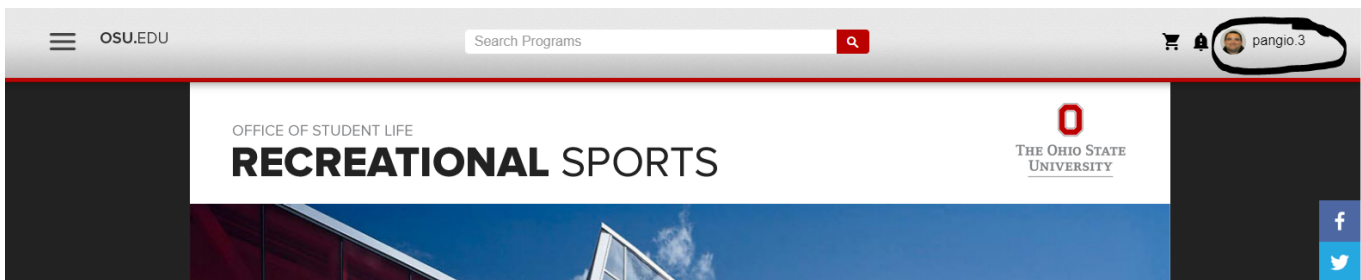 OSU.EDU
Search Programs
pangio.3
OFFICE OF STUDENT LIFE
RECREATIONAL SPORTS
THE OHIO STATE
UNIVERSITY